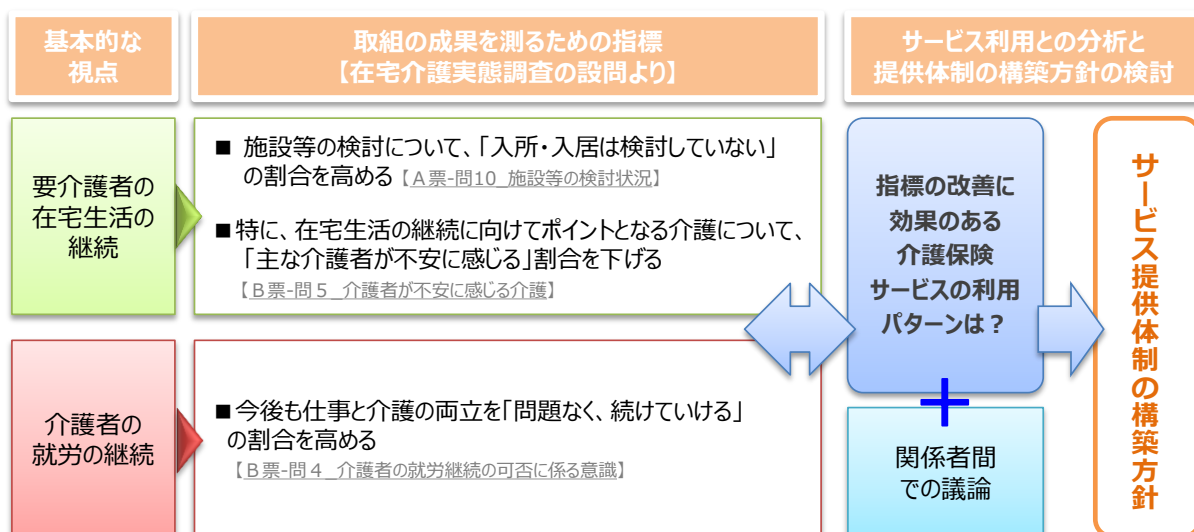 基本的な
視点
取組の成果を測るための指標
【在宅介護実態調査の設問より】
サービス利用との分析と
提供体制の構築方針の検討
要介護者の
在宅生活の
継続
■ 施設等の検討について、「入所・入居は検討していない」
の割合を高める【Ａ票-問10_施設等の検討状況】
■特に、在宅生活の継続に向けてポイントとなる介護について、
「主な介護者が不安に感じる」割合を下げる
【Ｂ票-問５_介護者が不安に感じる介護】
介護者の
就労の継続
■今後も仕事と介護の両立を「問題なく、続けていける」
の割合を高める
【Ｂ票-問４_介護者の就労継続の可否に係る意識】
指標の改善に
効果のある
介護保険
サービスの利用
パターンは？
+
関係者間
での議論
サービス提供体制の構築方針